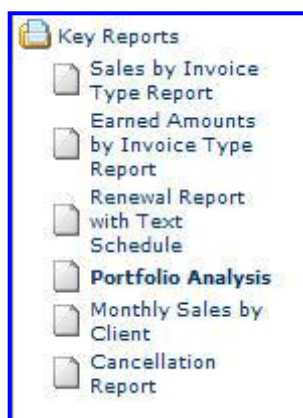 Key Reports
Sales by Invoice
Type Report
Earned Amounts
by Invoice Type
Report
Renewal Report
with Text
Schedule
Portfolio Analysis
Monthly Sales by
Client
Cancellation
Report